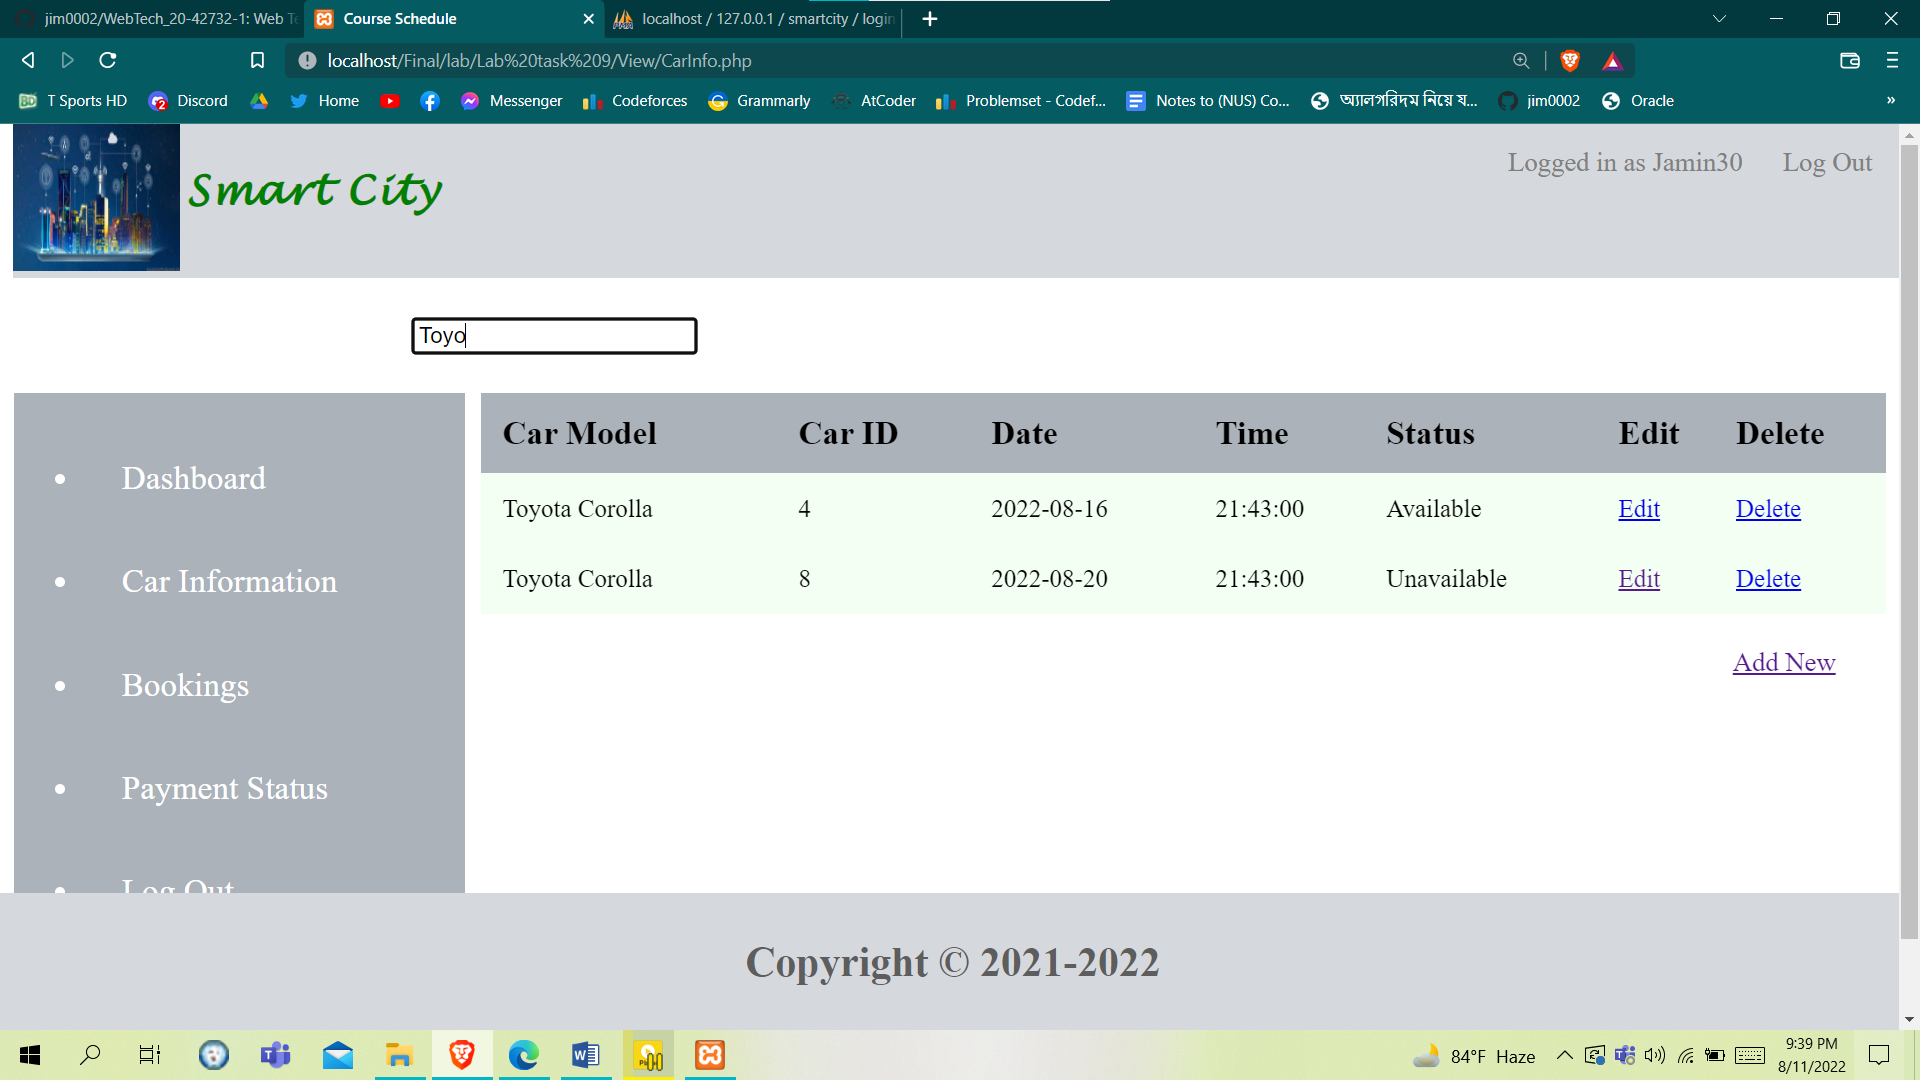 jim0002/WebTech_20-42732-1: Web Te
Course Schedule
localhost / 127.0.0.1 / smartcity / login
localhost/Final/lab/Lab%20task%209/View/CarInfo.php
T Sports HD
Discord
Home
Messenger
Codeforces
Grammarly
AtCoder
Problemset - Codef...
Notes to (NUS) Co...
অ্যালগরিদম নিয়ে য...
jim0002
Oracle
»
Smart City
Logged in as Jamin30 Log Out
Toyo
Car Model Car ID Date Time Status Edit Delete
Toyota Corolla 4 2022-08-16 21:43:00 Available Edit Delete
Toyota Corolla 8 2022-08-20 21:43:00 Unavailable Edit Delete
Add New
Dashboard
Car Information
Bookings
Payment Status
Log Out
Copyright © 2021-2022
84°F Haze
9:39 PM
8/11/2022